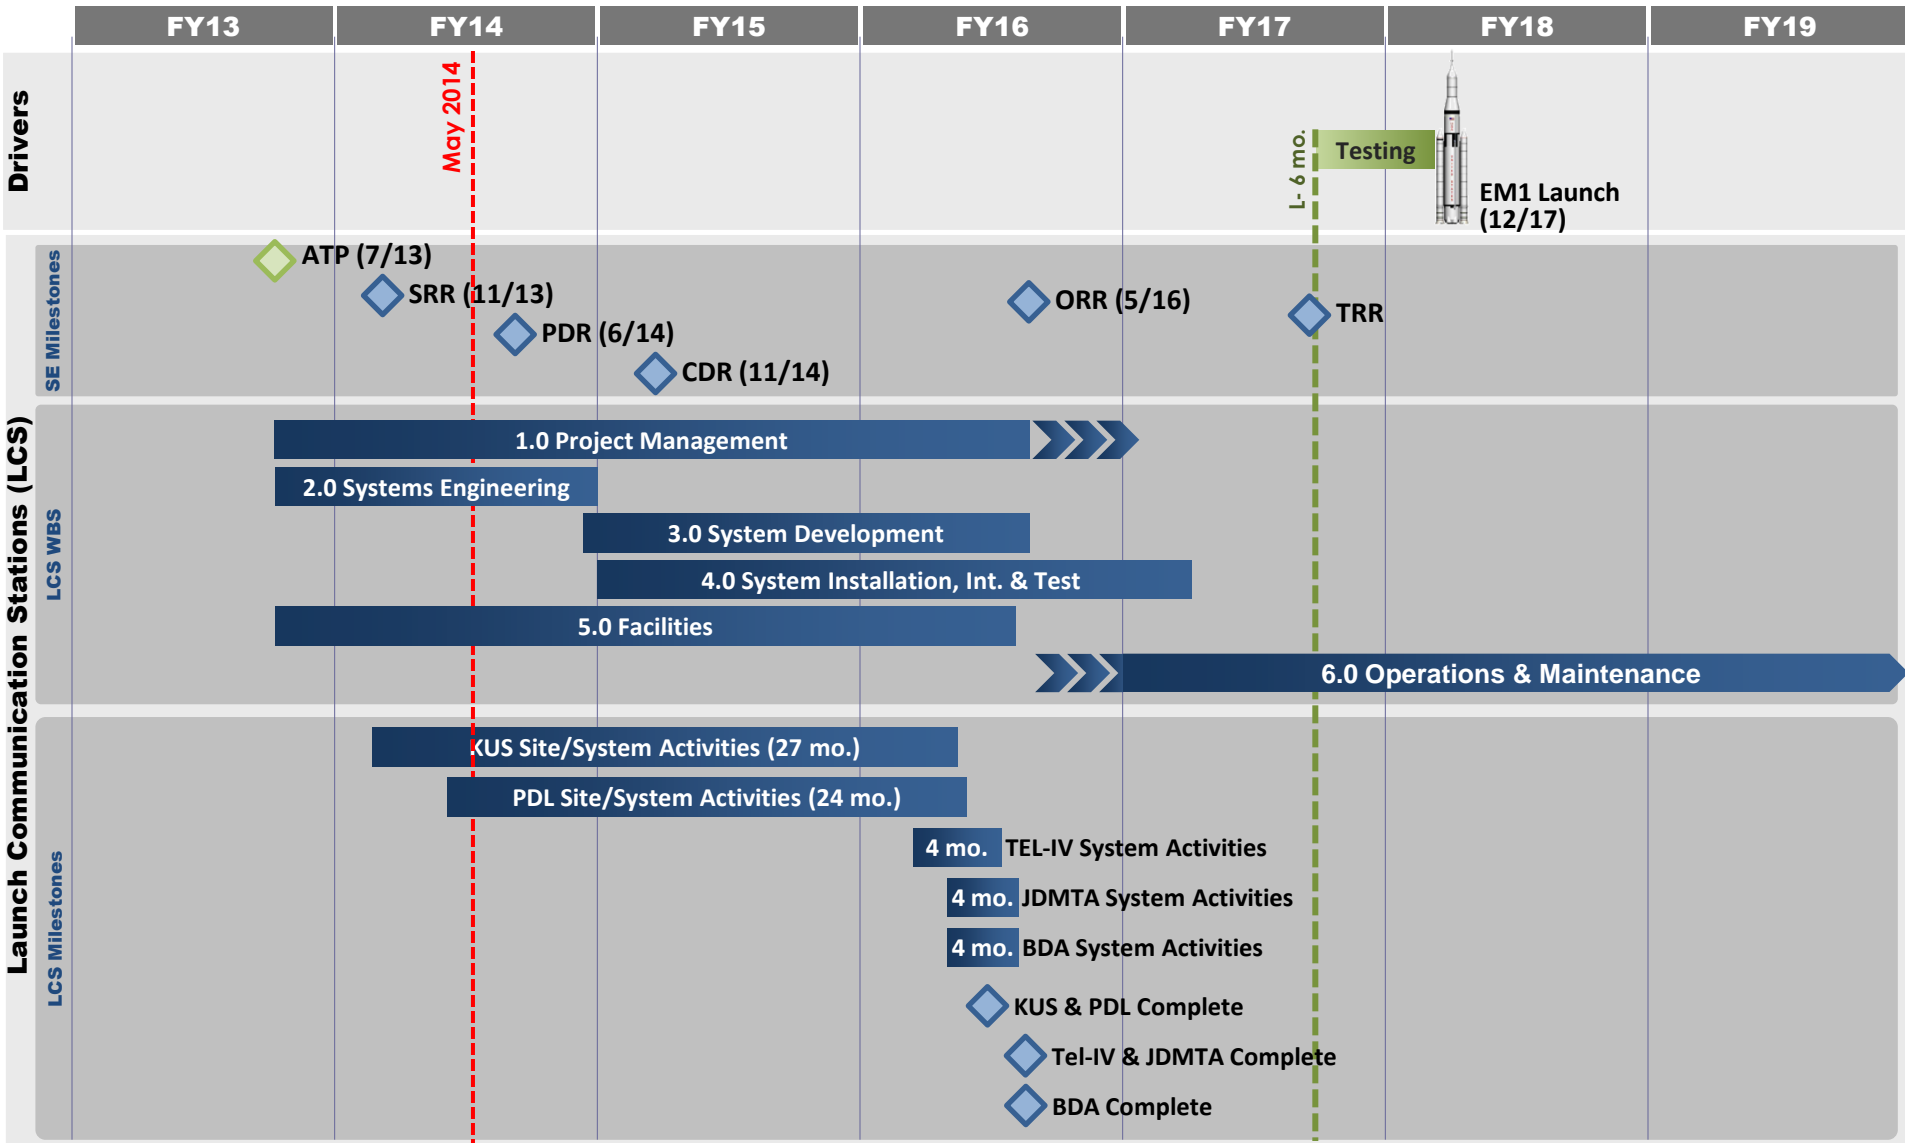 FY13 FY14 FY15 FY16 FY17 FY18 FY19
Drivers
May 2014
L- 6 mo.
Testing
EM1 Launch
(12/17)
Launch Communication Stations (LCS)
SE Milestones
ATP (7/13)
SRR (11/13)
PDR (6/14)
CDR (11/14)
ORR (5/16)
TRR
LCS WBS
1.0 Project Management
2.0 Systems Engineering
3.0 System Development
4.0 System Installation, Int. & Test
5.0 Facilities
6.0 Operations & Maintenance
LCS Milestones
KUS Site/System Activities (27 mo.)
PDL Site/System Activities (24 mo.)
4 mo. TEL-IV System Activities
4 mo. JDMTA System Activities
4 mo. BDA System Activities
KUS & PDL Complete
Tel-IV & JDMTA Complete
BDA Complete